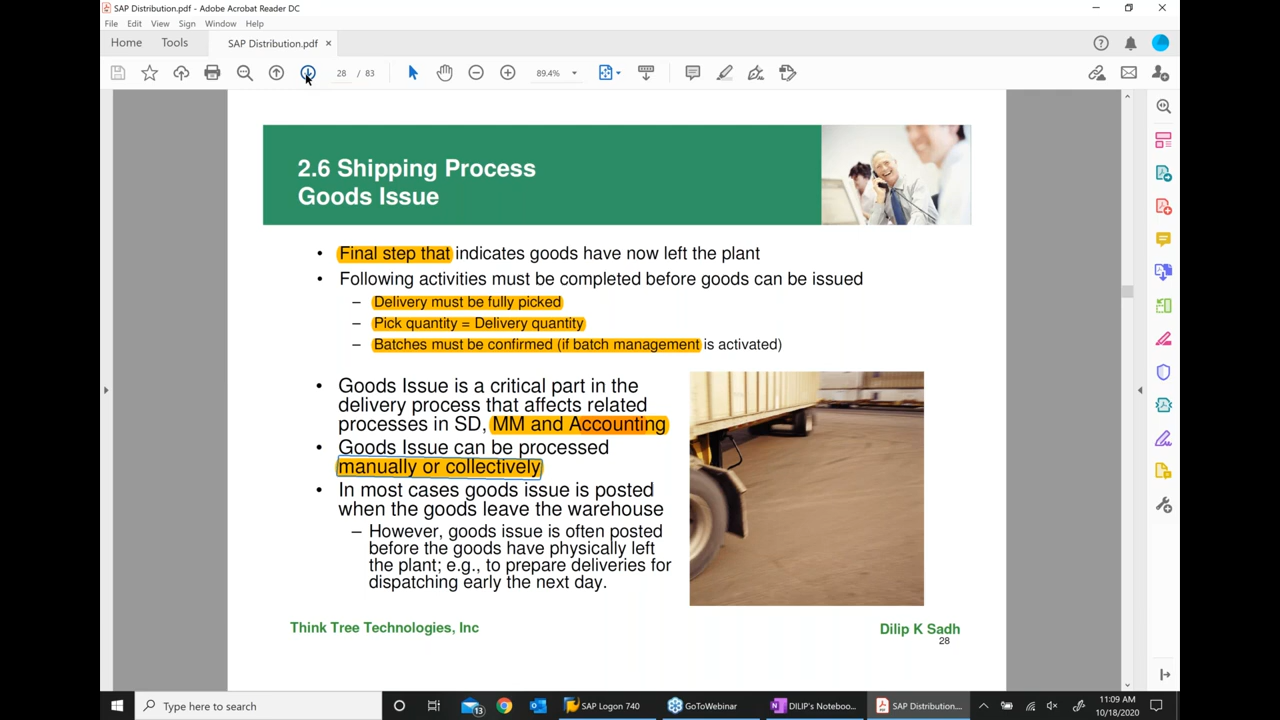 SAP Distribution.pdf - Adobe Acrobat Reader DC
File Edit View Sign Window Help
Home Tools SAP Distribution.pdf ×
28 / 83 89.4%
2.6 Shipping Process
Goods Issue
• Final step that indicates goods have now left the plant
• Following activities must be completed before goods can be issued
– Delivery must be fully picked
– Pick quantity = Delivery quantity
– Batches must be confirmed (if batch management is activated)
• Goods Issue is a critical part in the
delivery process that affects related
processes in SD, MM and Accounting
• Goods Issue can be processed
manually or collectively
• In most cases goods issue is posted
when the goods leave the warehouse
– However, goods issue is often posted
before the goods have physically left
the plant; e.g., to prepare deliveries for
dispatching early the next day.
Think Tree Technologies, Inc
Dilip K Sadh
28
Type here to search
13
SAP Logon 740
GoToWebinar
DILIP's Noteboo...
SAP Distribution....
11:09 AM
10/18/2020